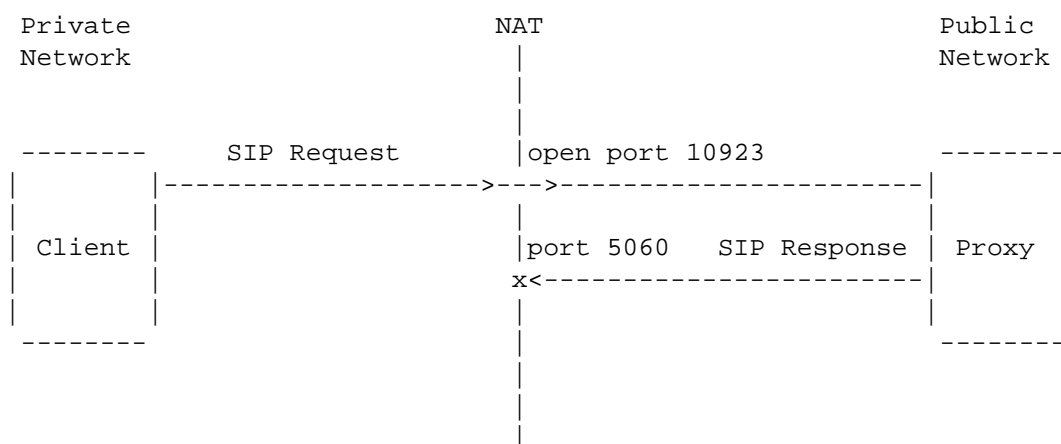 Private NAT Public
Network Network
SIP Request open port 10923
Client port 5060 SIP Response Proxy
x